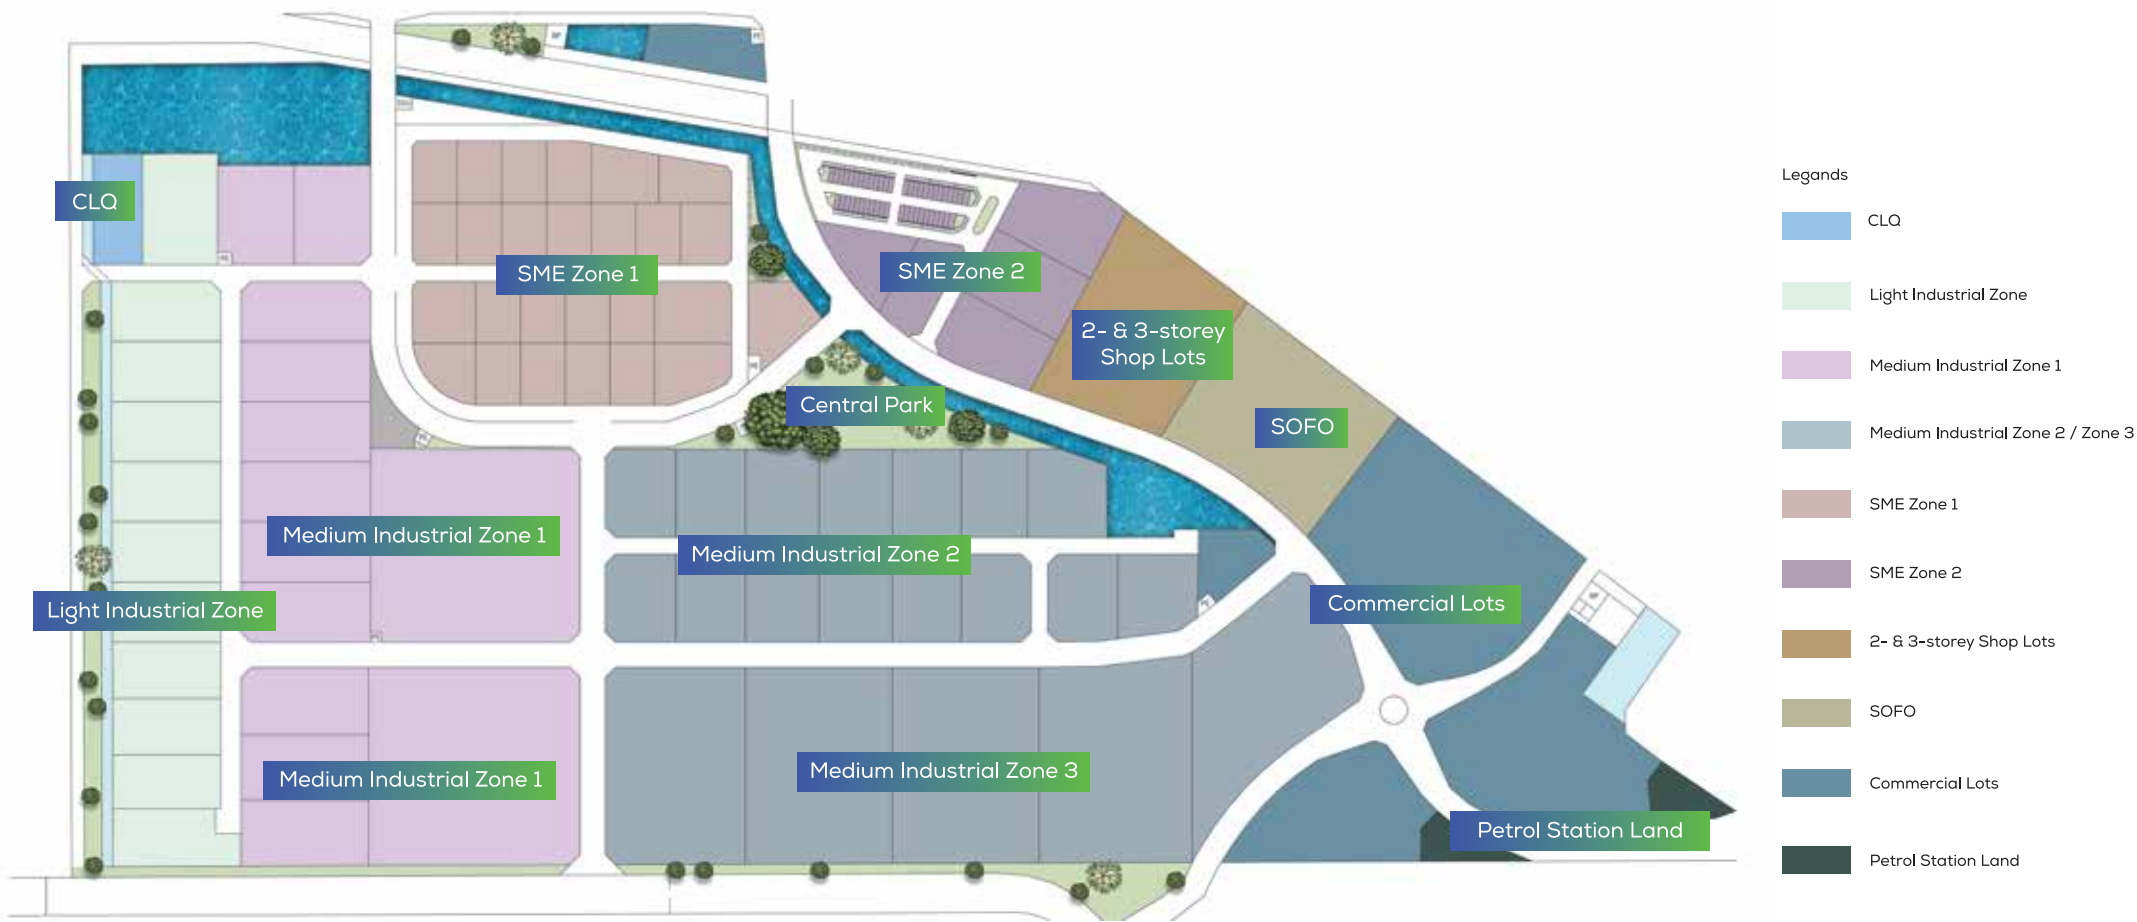 CLQ
SME Zone 1
SME Zone 2
2- & 3-storey
Shop Lots
Central Park
SOFO
Medium Industrial Zone 1
Medium Industrial Zone 2
Light Industrial Zone
Commercial Lots
Medium Industrial Zone 1
Medium Industrial Zone 3
Petrol Station Land
Legands
CLQ
Light Industrial Zone
Medium Industrial Zone 1
Medium Industrial Zone 2 / Zone 3
SME Zone 1
SME Zone 2
2- & 3-storey Shop Lots
SOFO
Commercial Lots
Petrol Station Land